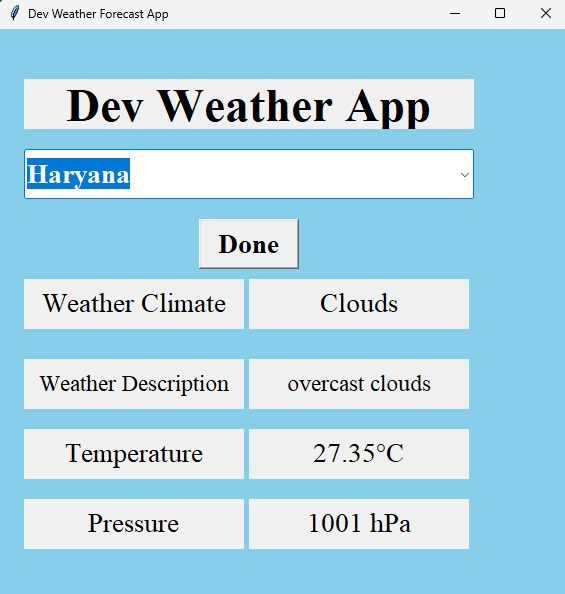 Dev Weather Forecast App
Dev Weather App
Haryana
Done
Weather Climate Clouds
Weather Description overcast clouds
Temperature 27.35°C
Pressure 1001 hPa